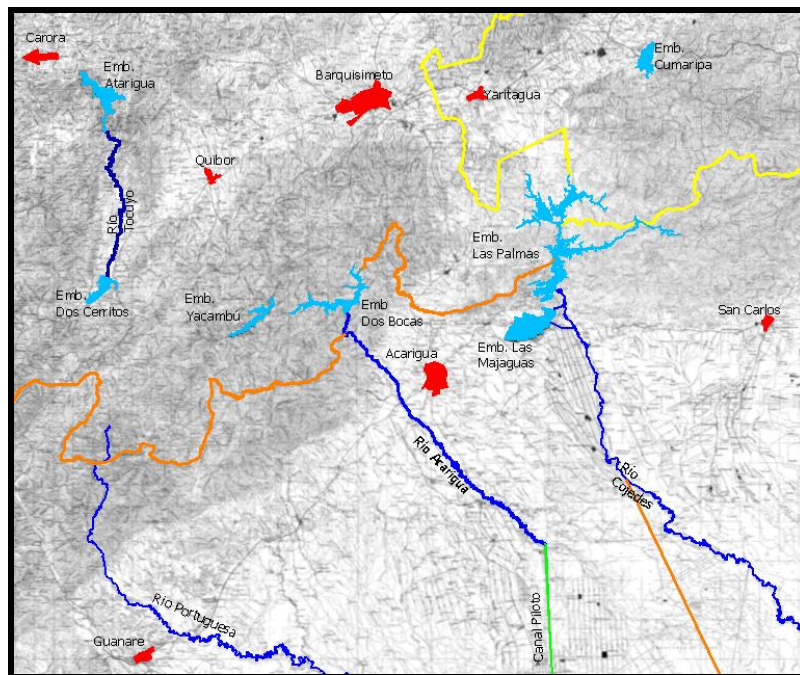 Carora
Emb.
Atarigua
Barquisimeto
Emb.
Cumaripa
Yaritagua
Quibor
Río
Tocuyo
Emb.
Las Palmas
Emb.
Dos Cerritos
Emb.
Yacambú
Emb
Dos Bocas
San Carlos
Emb. Las
Majaguas
Acarigua
Río Acarigua
Río
Cojedes
Río Portuguesa
Canal Piloto
Guanare